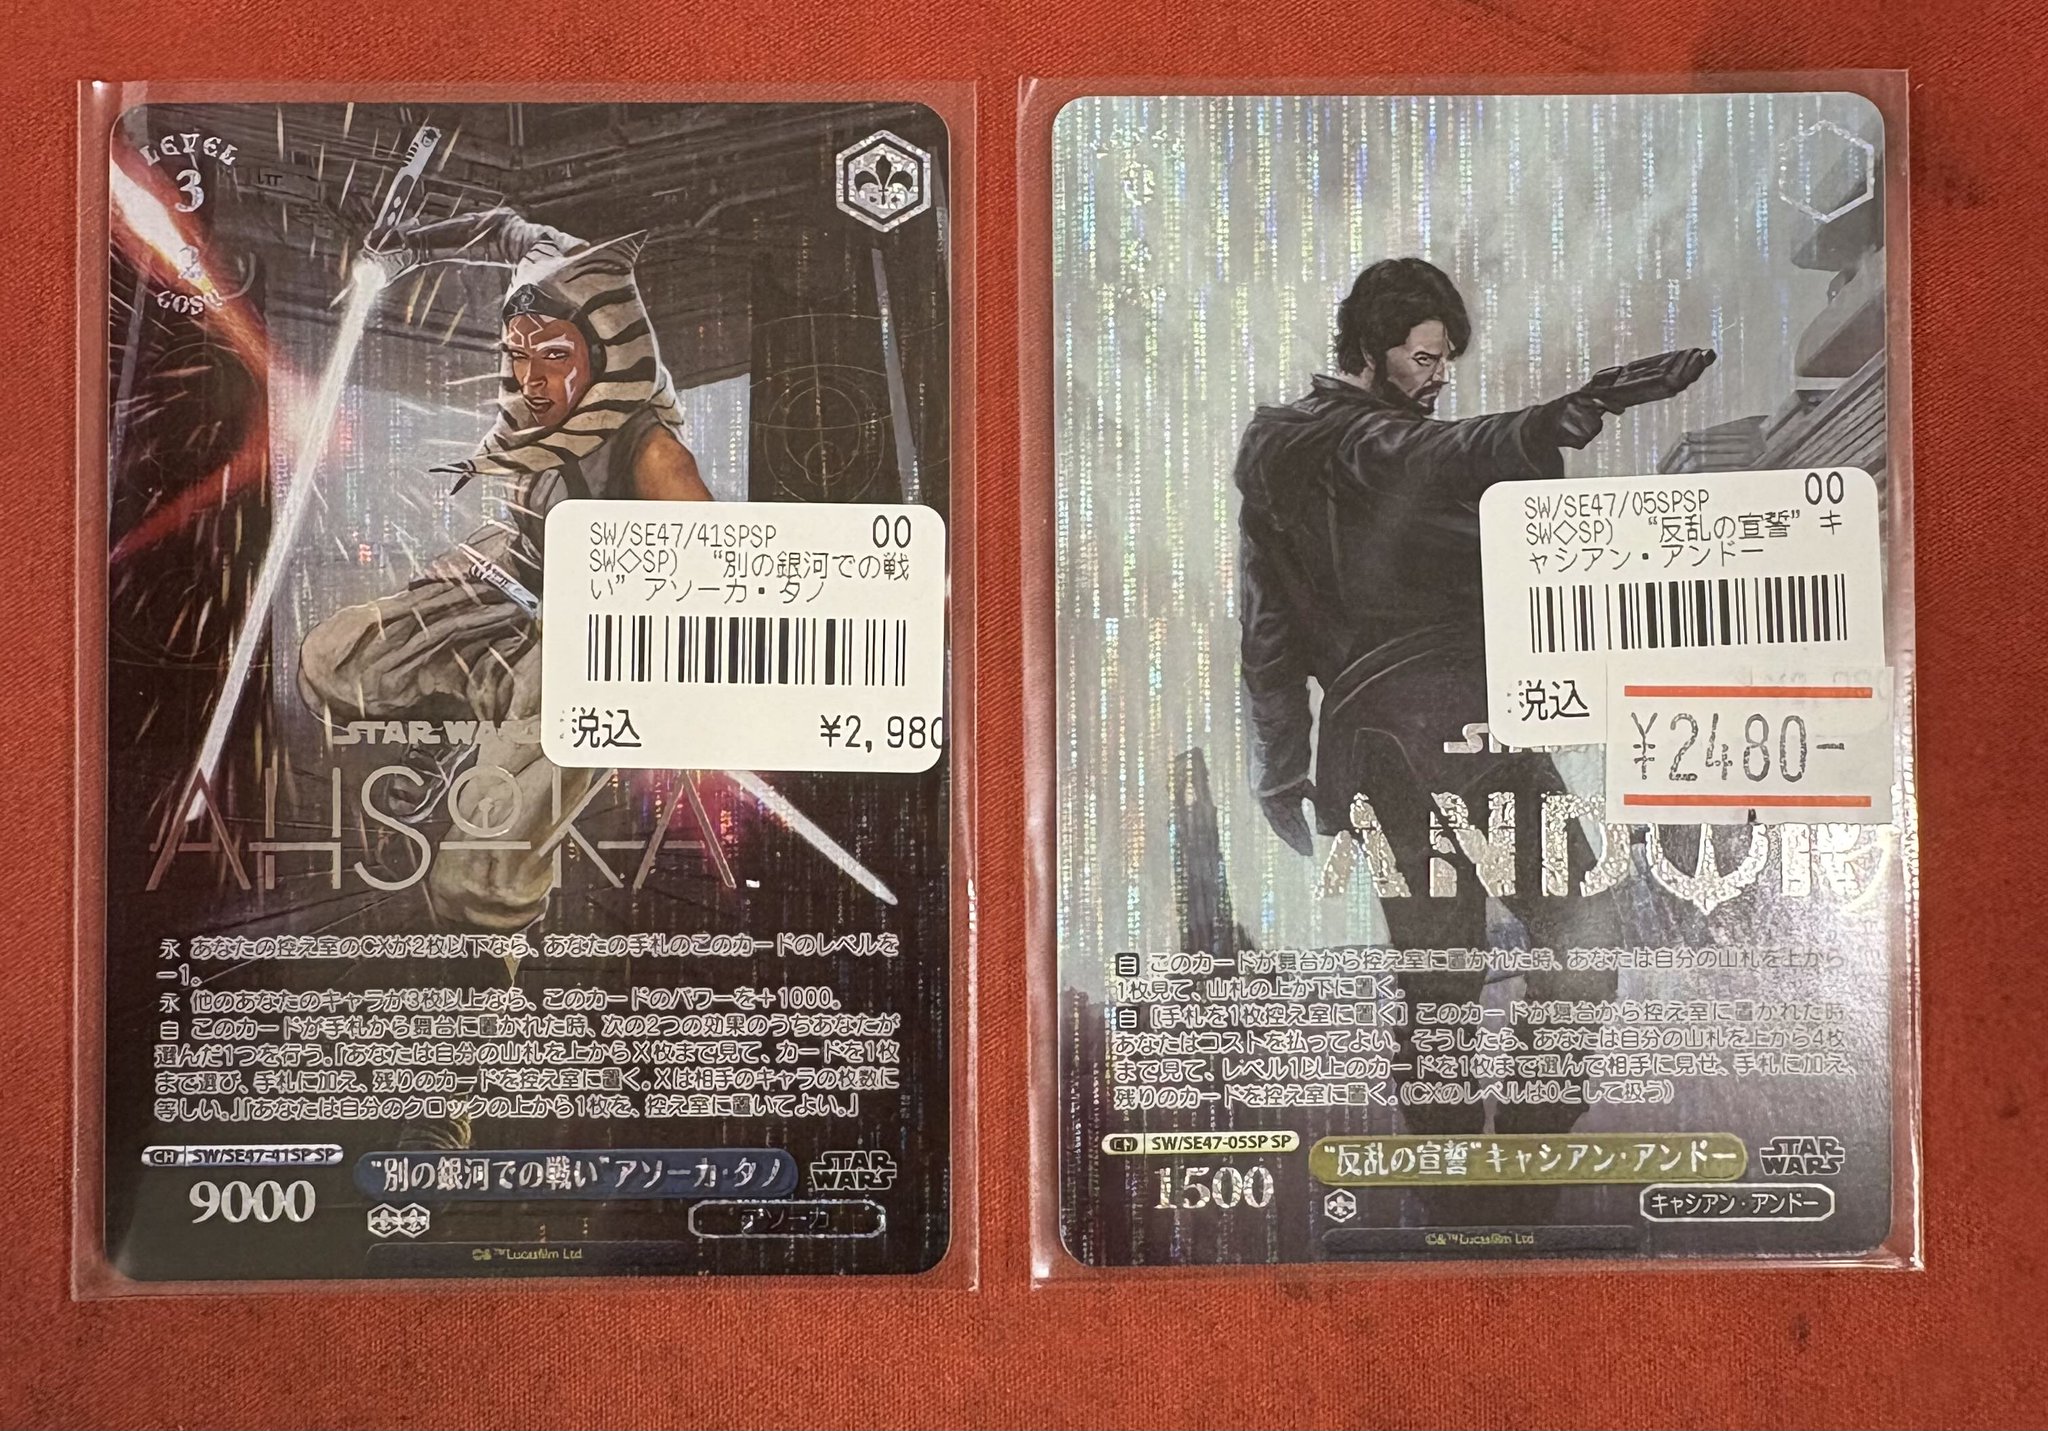 LEVEL
3
2
COST
SW/SE47/41SPSP 00
SW◇SP) “別の銀河での戦
い” アソーカ・タノ
税込 ¥2,980
STAR WARS
AHSOKA
永 あなたの控え室のCXが2枚以下なら、あなたの手札のこのカードのレベルを
－1。
永 他のあなたのキャラが3枚以上なら、このカードのパワーを＋1000。
自 このカードが手札から舞台に置かれた時、次の2つの効果のうちあなたが
選んだ1つを行う。「あなたは自分の山札を上からX枚まで見て、カードを1枚
まで選び、手札に加え、残りのカードを控え室に置く。Xは相手のキャラの枚数に
等しい。」「あなたは自分のクロックの上から1枚を、控え室に置いてよい。」
CH SW/SE47-41SP SP
9000
“別の銀河での戦い”アソーカ・タノ
STAR
WARS
アソーカ
©&™Lucasfilm Ltd
SW/SE47/05SPSP 00
SW◇SP) “反乱の宣誓” キ
ャシアン・アンドー
税込
¥2480-
ANDOR
自 このカードが舞台から控え室に置かれた時、あなたは自分の山札を上から
1枚見て、山札の上か下に置く。
自 ［手札を1枚控え室に置く］ このカードが舞台から控え室に置かれた時
あなたはコストを払ってよい。そうしたら、あなたは自分の山札を上から4枚
まで見て、レベル1以上のカードを1枚まで選んで相手に見せ、手札に加え、
残りのカードを控え室に置く。（CXのレベルは0として扱う）
CH SW/SE47-05SP SP
1500
“反乱の宣誓”キャシアン・アンドー
STAR
WARS
キャシアン・アンドー
©&™Lucasfilm Ltd